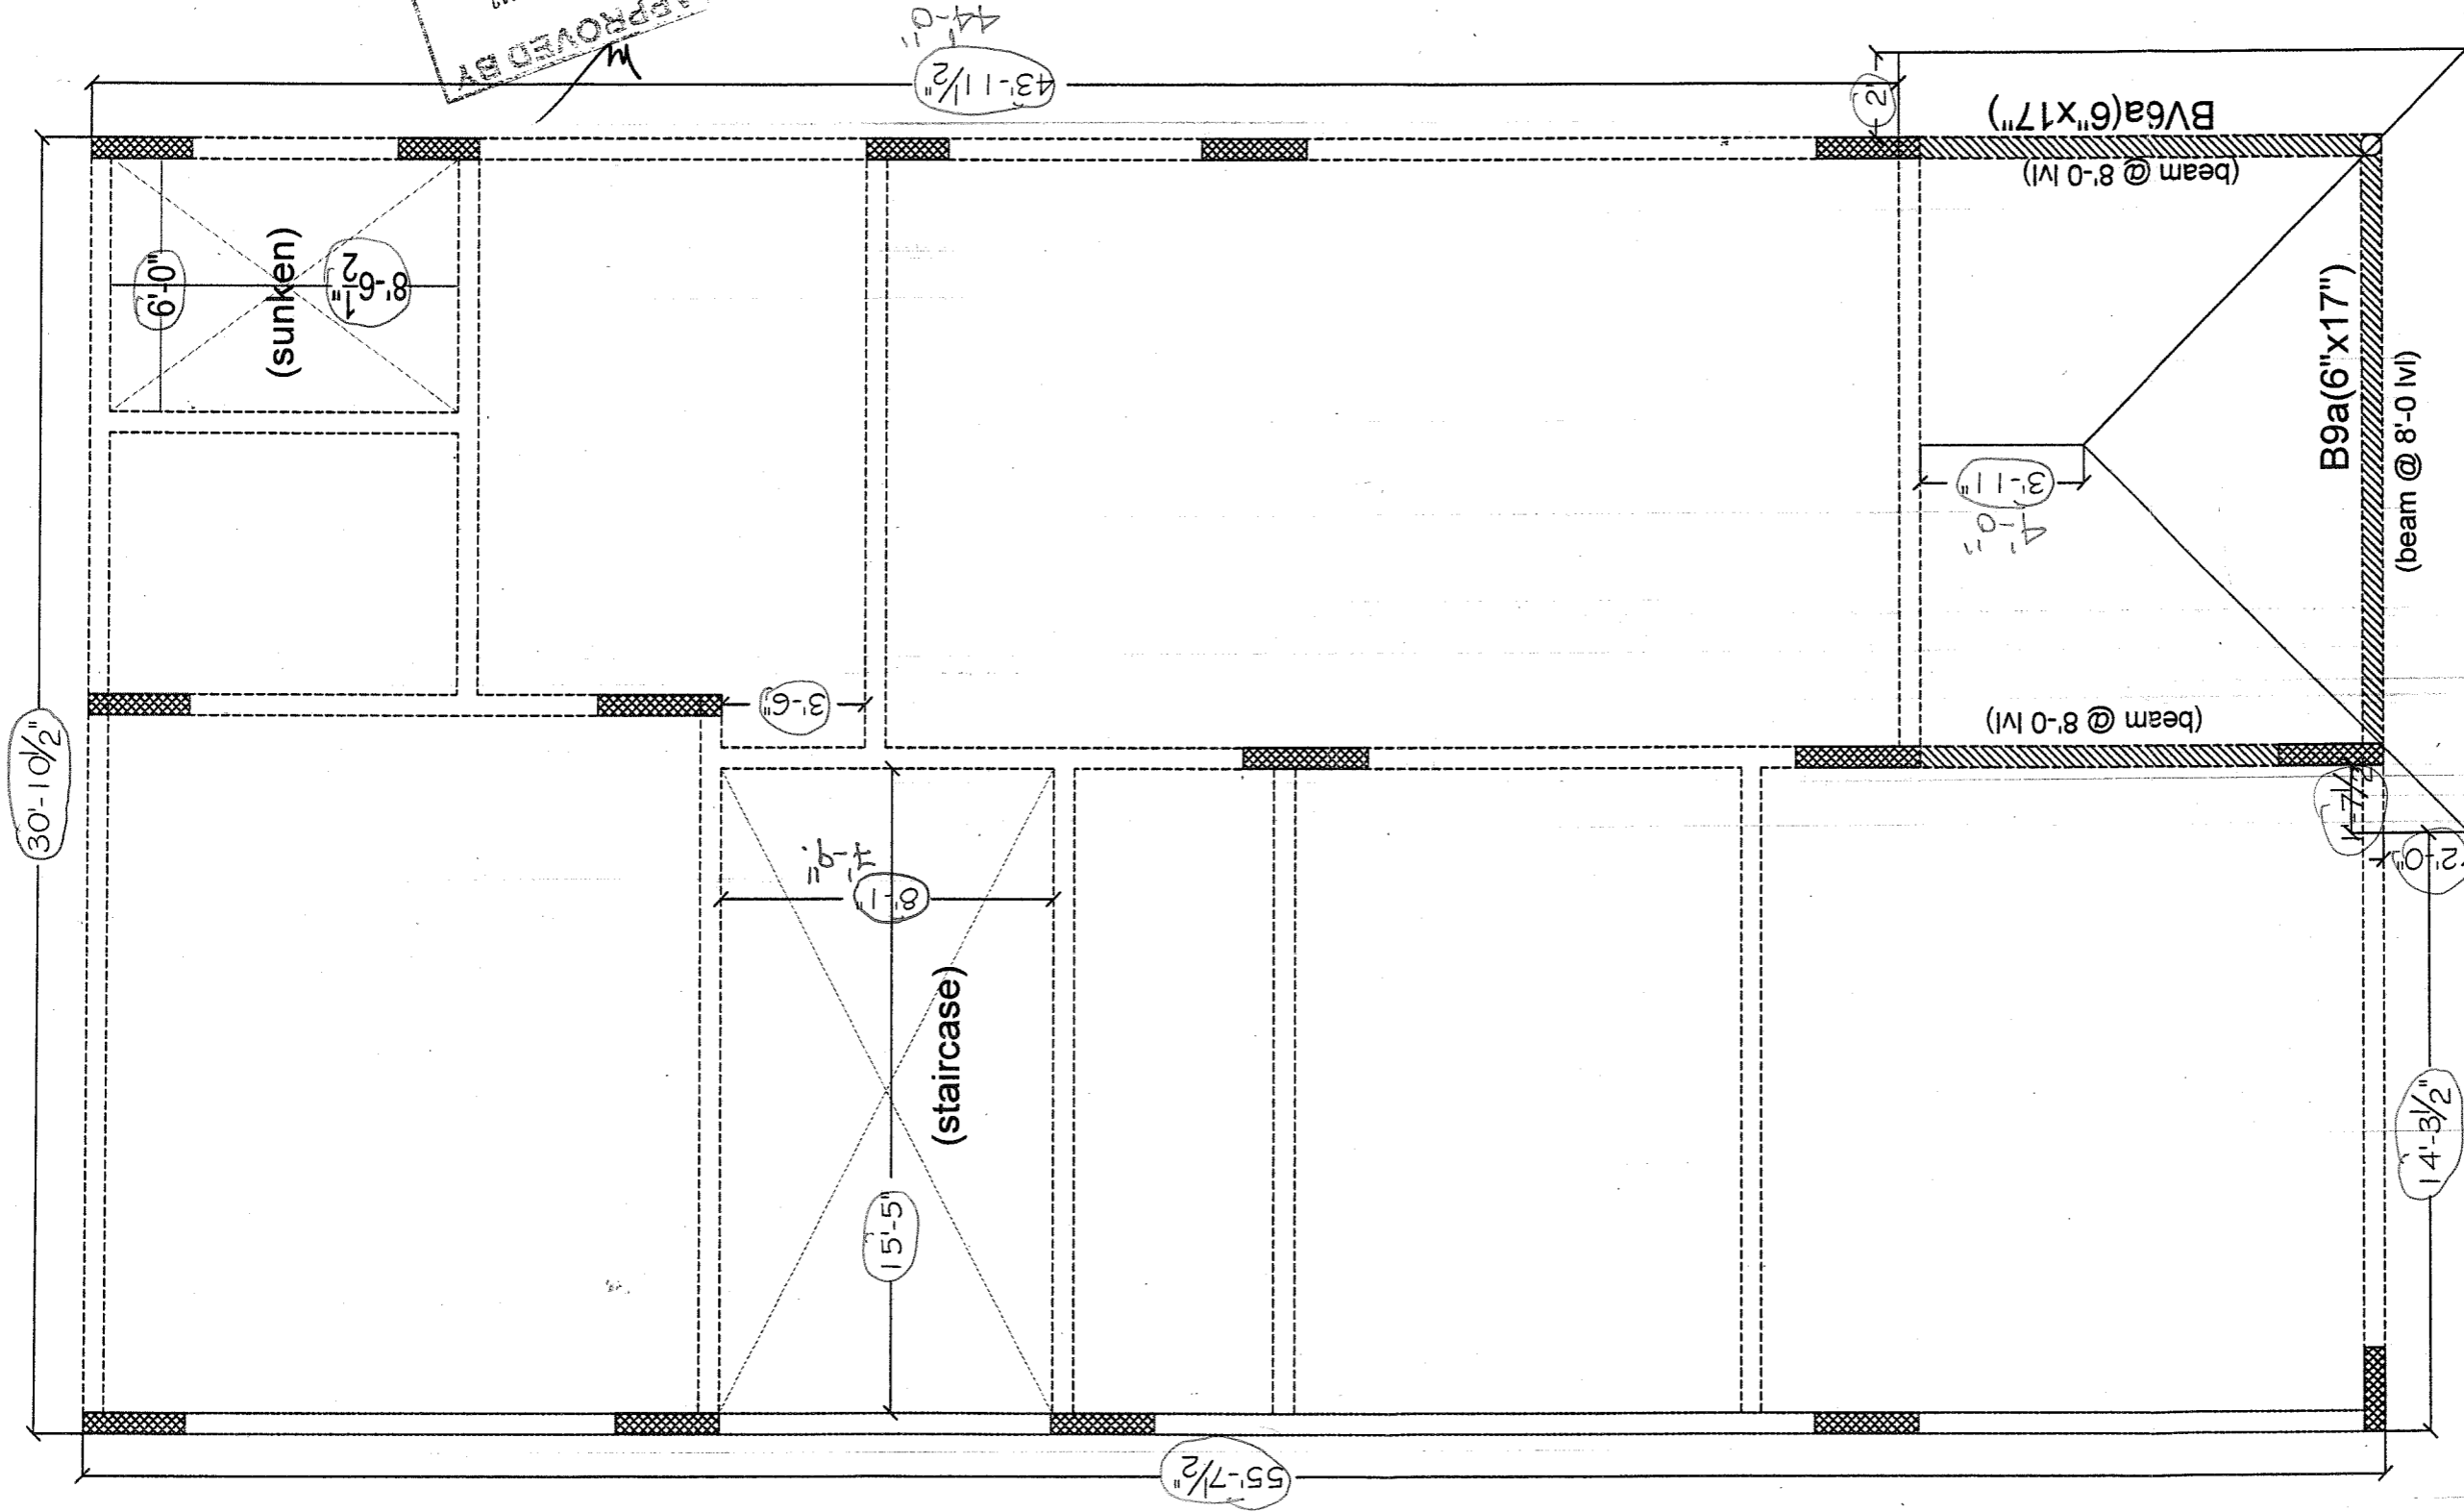 APPROVED BY
44'-0"
43'-11½"
2'
BV6a(6"x17")
(beam @ 8'-0 lvl)
6'-0"
(sunken)
8'-6½"
B9a(6"x17")
(beam @ 8'-0 lvl)
3'-11"
4'-0"
30'-10½"
3'-6"
(beam @ 8'-0 lvl)
1'-7½"
2'-0"
8'-1"
(staircase)
15'-5"
14'-3½"
55'-7½"